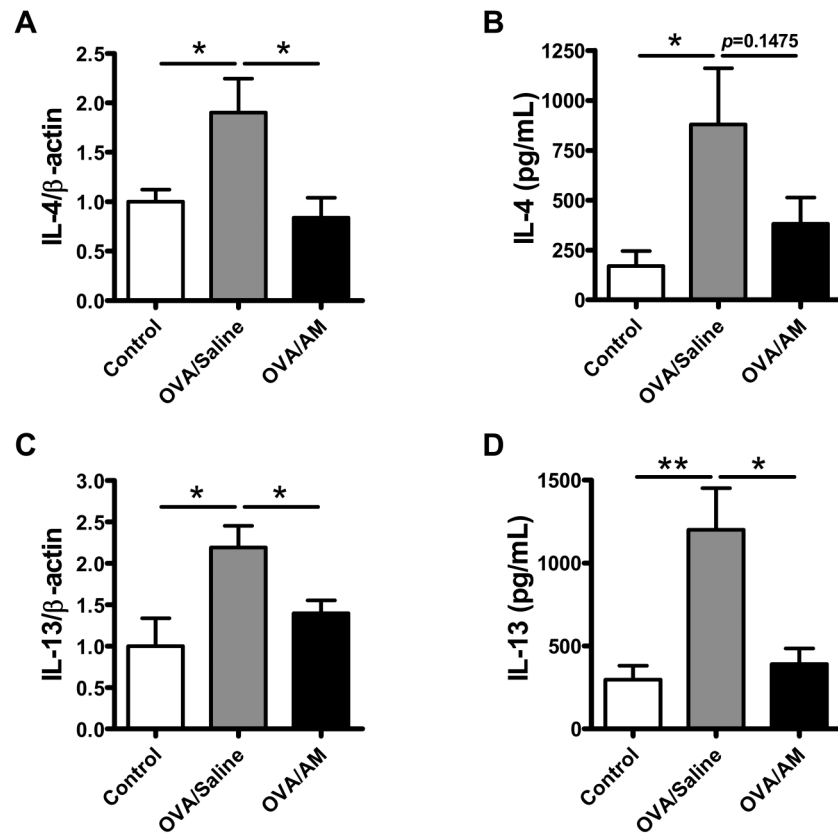 A
IL-4/β-actin
2.5
2.0
1.5
1.0
0.5
0.0
* *
Control
OVA/Saline
OVA/AM
B
IL-4 (pg/mL)
1250
1000
750
500
250
0
* p=0.1475
Control
OVA/Saline
OVA/AM
C
IL-13/β-actin
3.0
2.5
2.0
1.5
1.0
0.5
0.0
* *
Control
OVA/Saline
OVA/AM
D
IL-13 (pg/mL)
1500
1000
500
0
** *
Control
OVA/Saline
OVA/AM